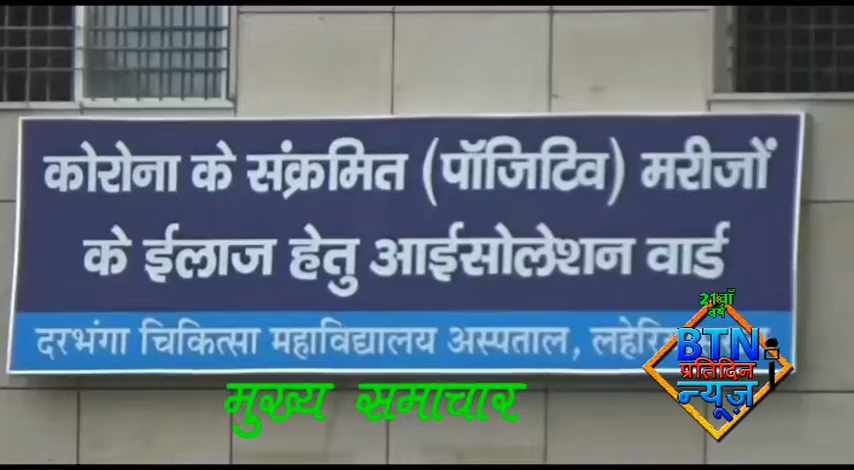 कोरोना के संक्रमित (पॉजिटिव) मरीजों
के ईलाज हेतु आईसोलेशन वार्ड
दरभंगा चिकित्सा महाविद्यालय अस्पताल,
21वाँ
वर्ष
BTN
प्रतिदिन
न्यूज़
मुख्य समाचार